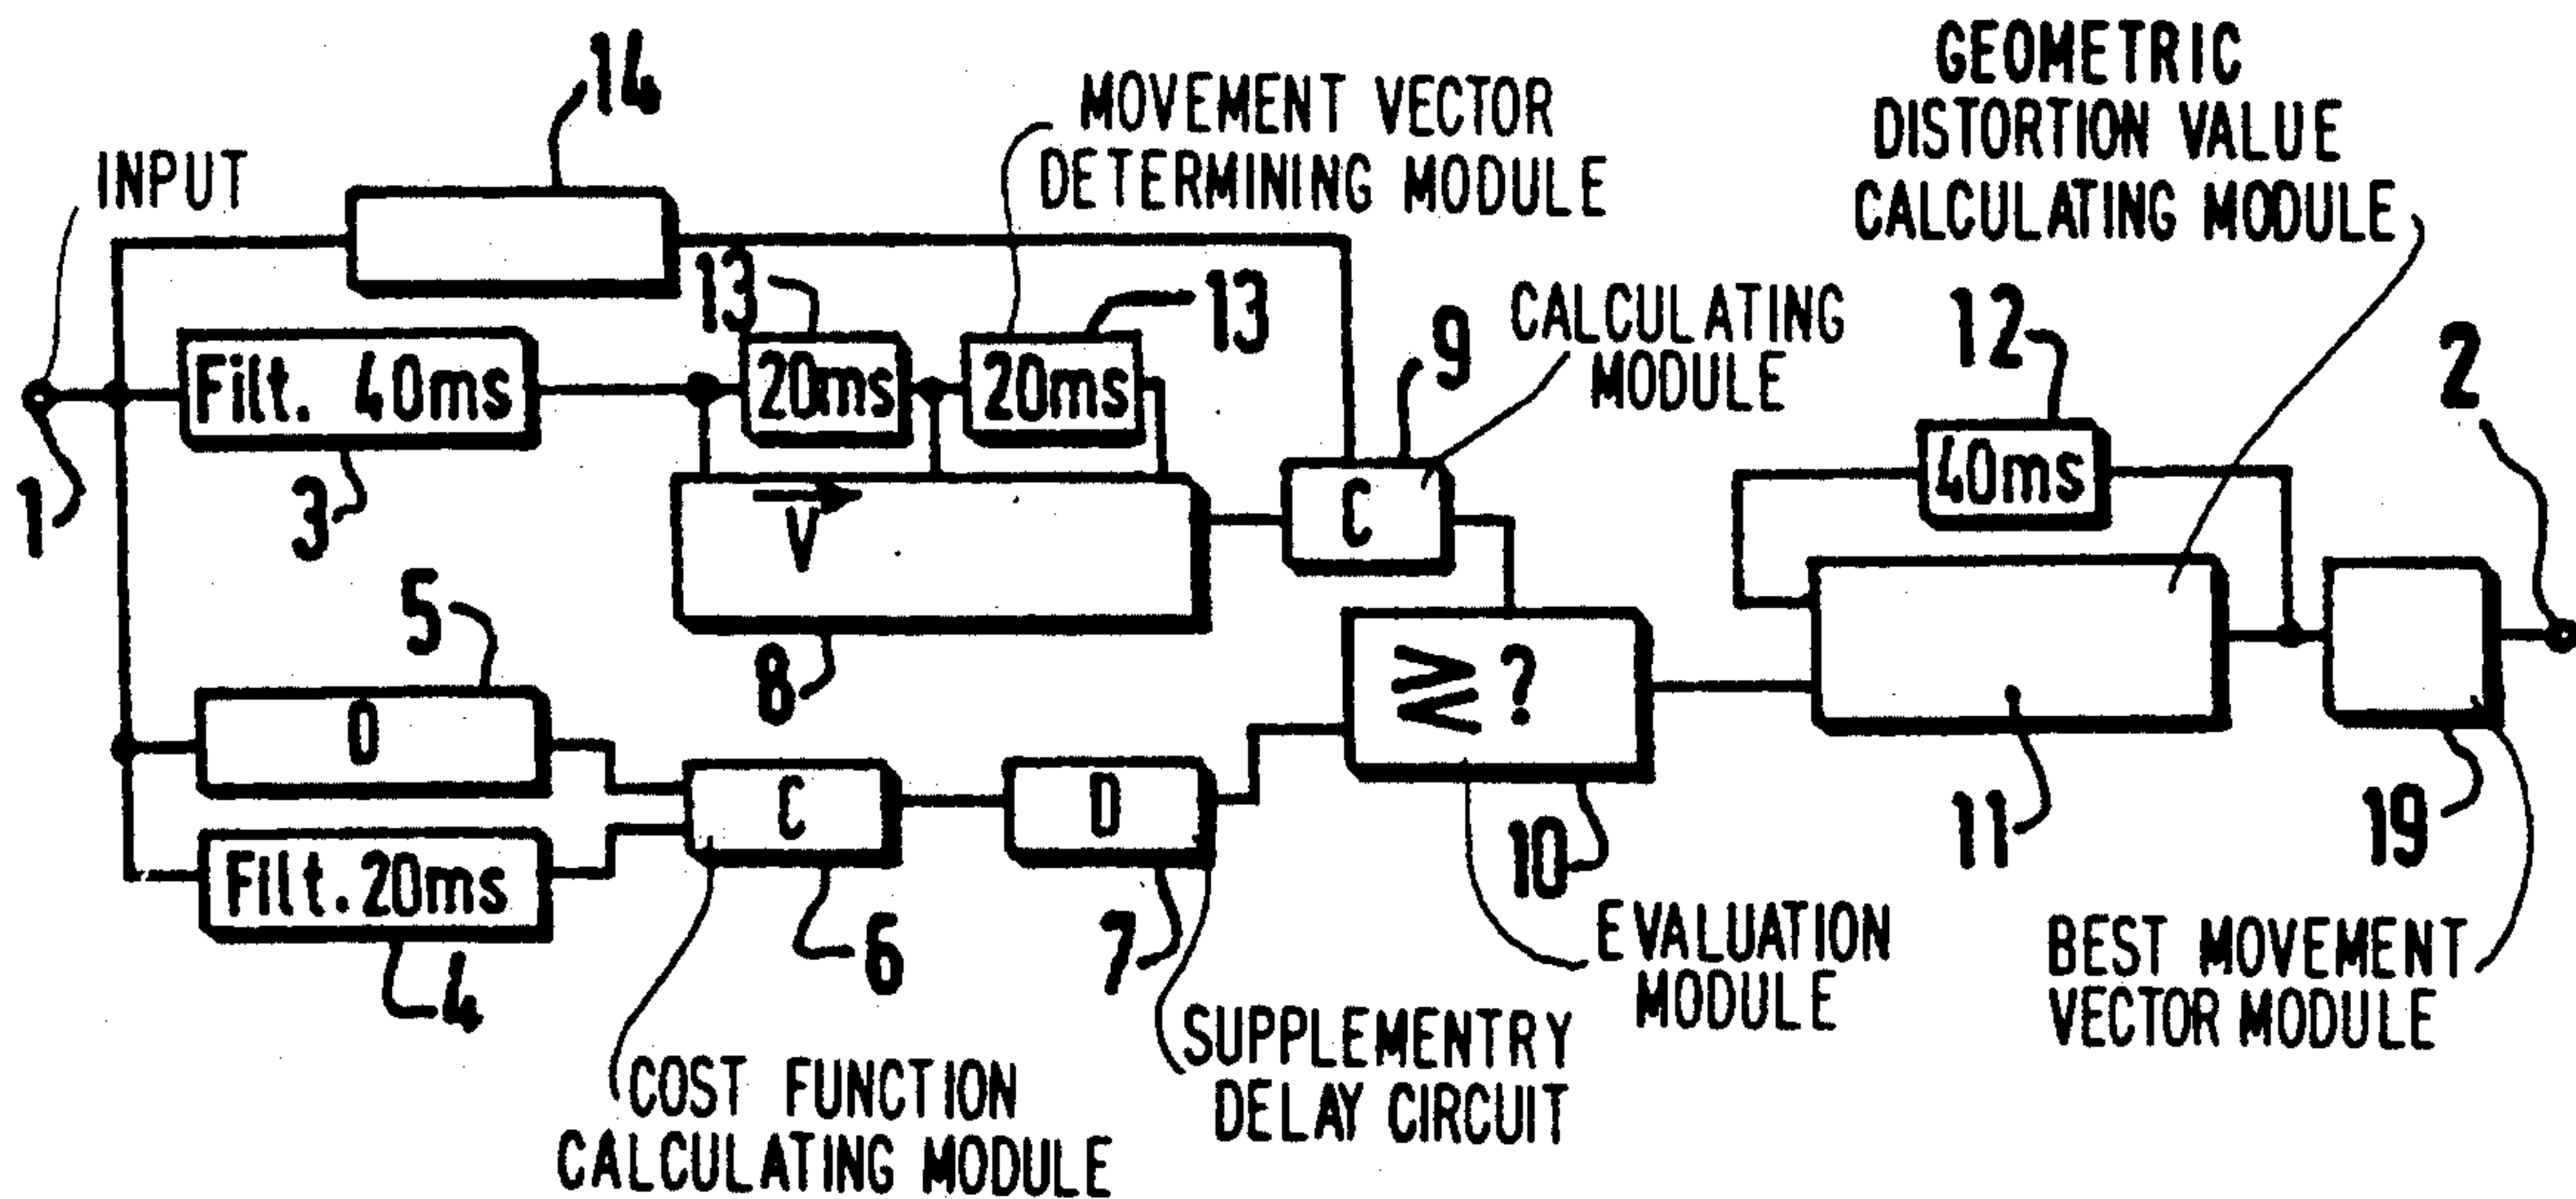 GEOMETRIC
DISTORTION VALUE
CALCULATING MODULE
14
MOVEMENT VECTOR
DETERMINING MODULE
INPUT
13
13
CALCULATING
MODULE
9
12
2
Filt. 40ms
20ms
20ms
40ms
1
3
V
C
5
8
≥ ?
0
C
D
10
11
19
Filt. 20ms
4
6
7
EVALUATION
MODULE
BEST MOVEMENT
VECTOR MODULE
SUPPLEMENTRY
DELAY CIRCUIT
COST FUNCTION
CALCULATING MODULE